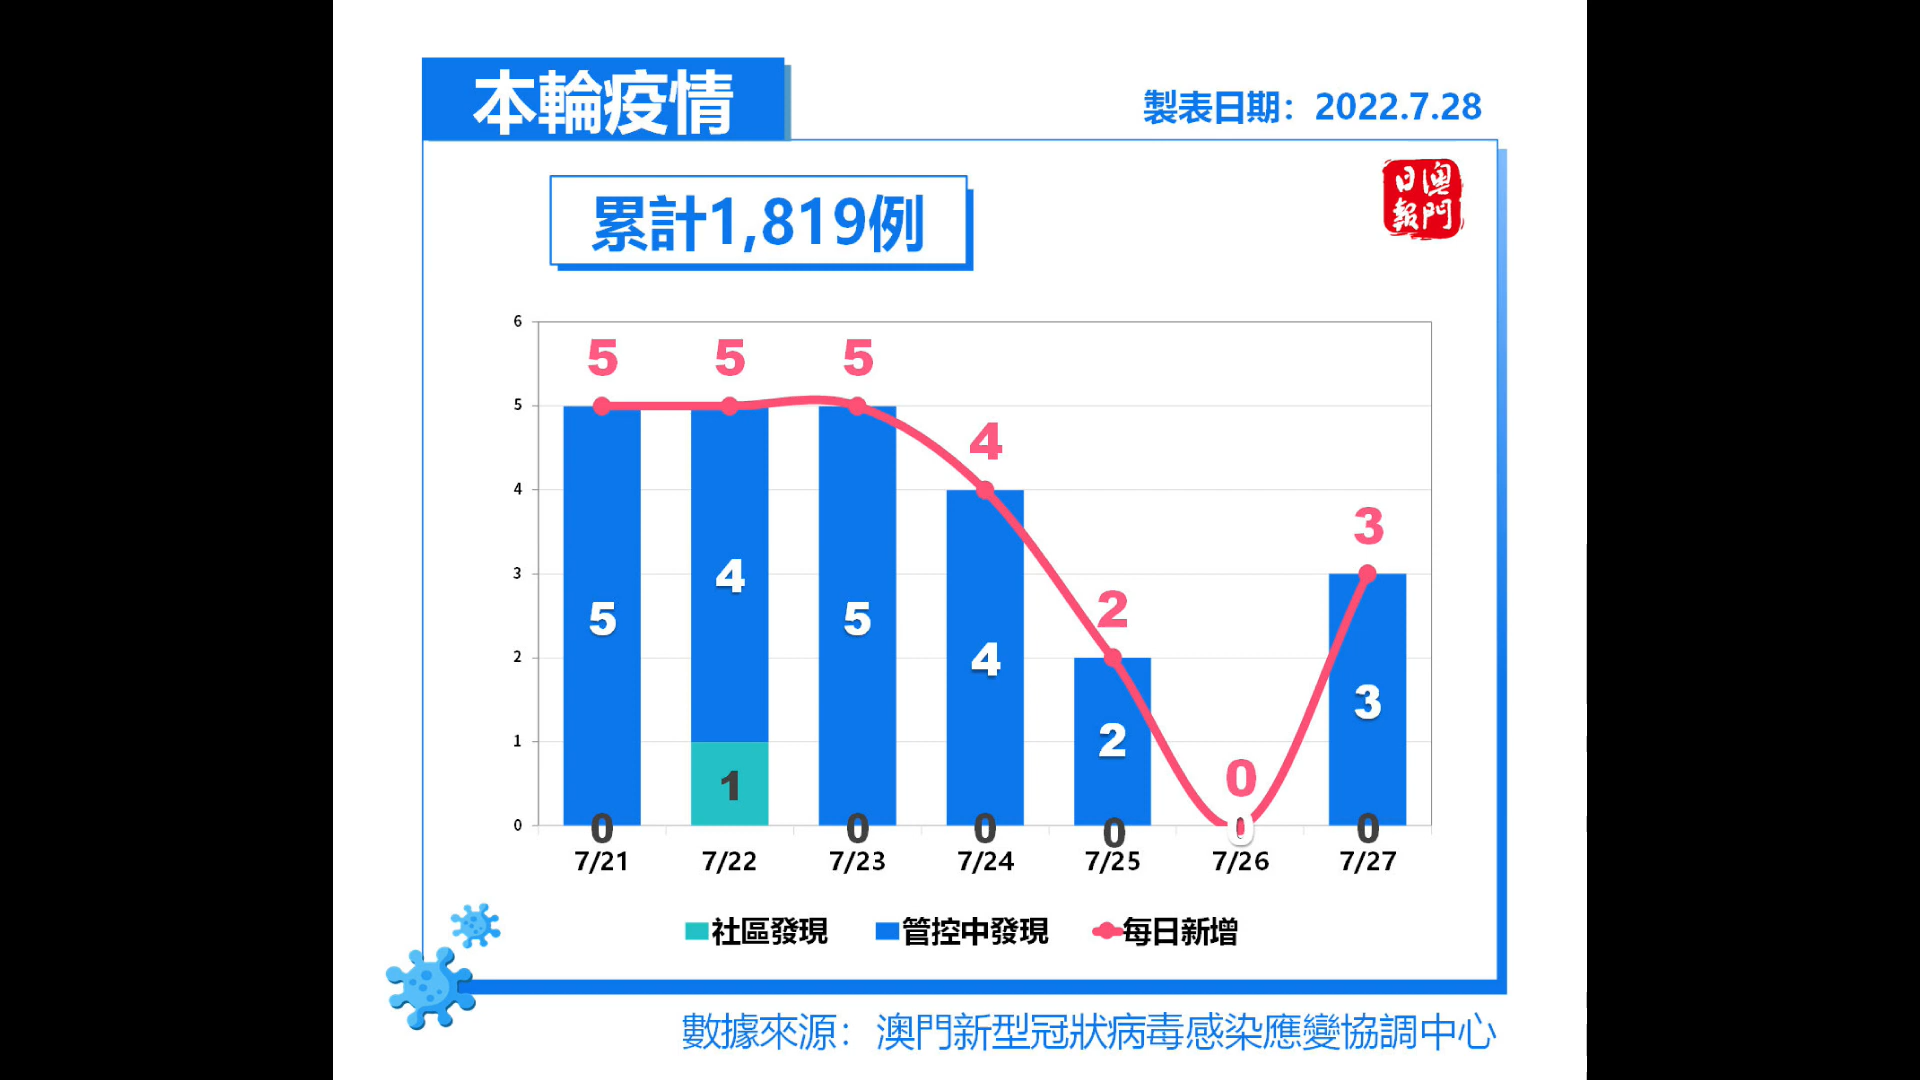 本輪疫情
製表日期：2022.7.28
澳門
日報
累計1,819例
6
5
4
3
2
1
0
5 5 5 4 2 0 3
5 4 5 4 2 0 3
0 1 0 0 0 0
7/21 7/22 7/23 7/24 7/25 7/26 7/27
社區發現 管控中發現 每日新增
數據來源：澳門新型冠狀病毒感染應變協調中心